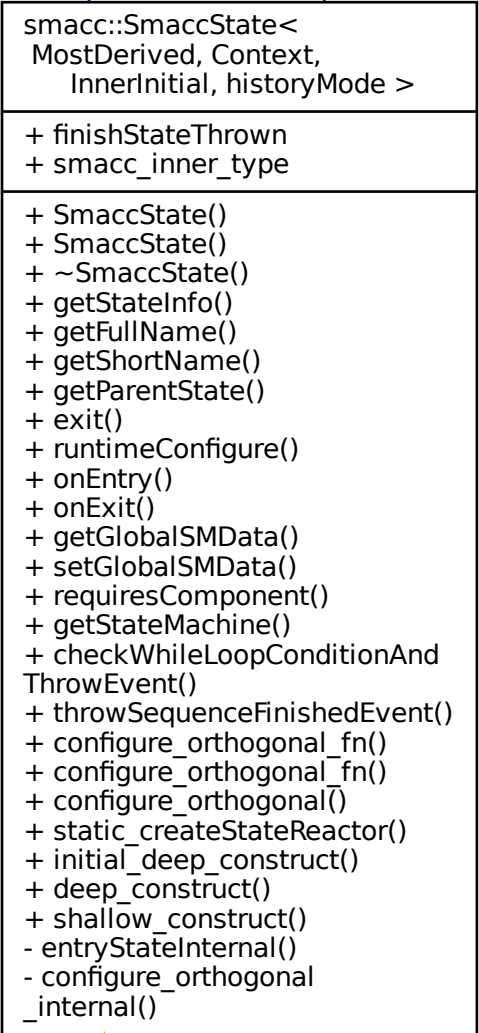 smacc::SmaccState<
MostDerived, Context,
InnerInitial, historyMode >
+ finishStateThrown
+ smacc_inner_type
+ SmaccState()
+ SmaccState()
+ ~SmaccState()
+ getStateInfo()
+ getFullName()
+ getShortName()
+ getParentState()
+ exit()
+ runtimeConfigure()
+ onEntry()
+ onExit()
+ getGlobalSMData()
+ setGlobalSMData()
+ requiresComponent()
+ getStateMachine()
+ checkWhileLoopConditionAnd
ThrowEvent()
+ throwSequenceFinishedEvent()
+ configure_orthogonal_fn()
+ configure_orthogonal_fn()
+ configure_orthogonal()
+ static_createStateReactor()
+ initial_deep_construct()
+ deep_construct()
+ shallow_construct()
- entryStateInternal()
- configure_orthogonal
_internal()